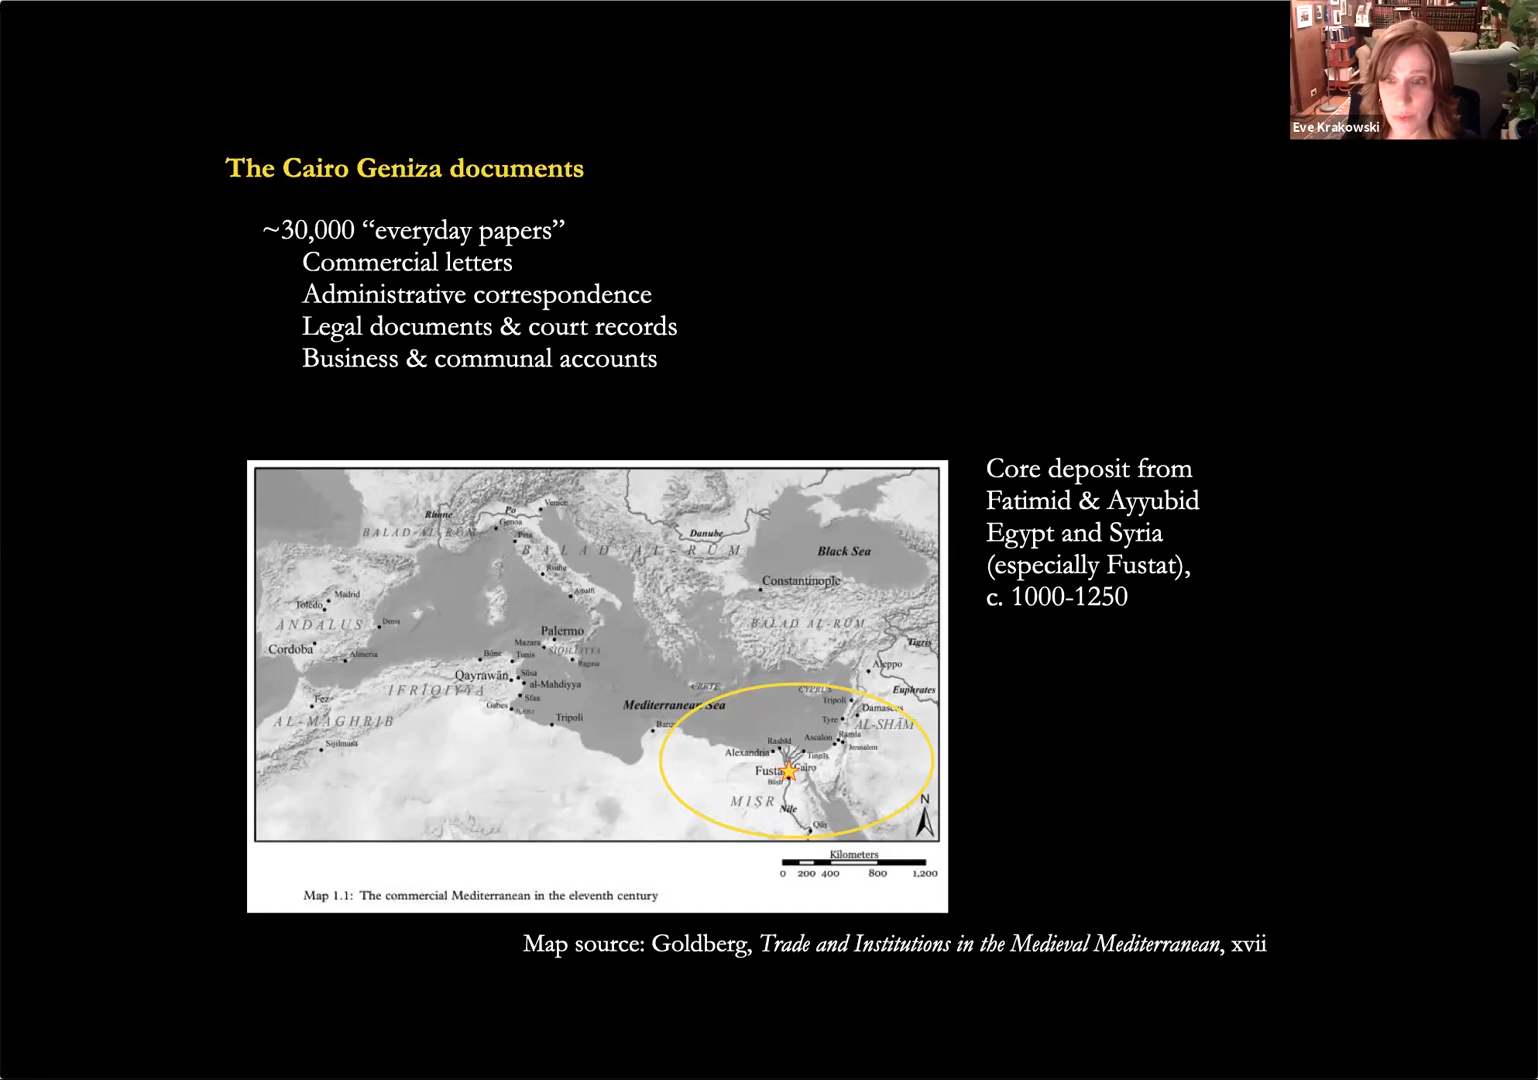 Eve Krakowski
The Cairo Geniza documents
~30,000 “everyday papers”
Commercial letters
Administrative correspondence
Legal documents & court records
Business & communal accounts
Core deposit from
Fatimid & Ayyubid
Egypt and Syria
(especially Fustat),
c. 1000-1250
Venice
Po
Rhône
Genoa
Pisa
BALAD AL-RŪM
Danube
BALAD AL-RŪM
Black Sea
Rome
Constantinople
Amalfi
Madrid
Toledo
ANDALUS
Denia
BALAD AL-RŪM
Palermo
Tigris
Cordoba
Almeria
Mazara
SIQILLIYYA
Bône
Tunis
Ragusa
Aleppo
Qayrawān
Sūsa
al-Mahdiyya
IFRĪQIYYA
CRETE
CYPRUS
Euphrates
Fez
Sfax
Gabes
Mediterranean Sea
Tripoli
Damascus
AL-MAGHRIB
Tripoli
Tyre
AL-SHĀM
Barqa
Sijilmasa
Rashīd
Ascalon
Ramla
Jerusalem
Alexandria
Tinnīs
Fusta
Cairo
Būsīr
MIṢR
Nile
N
Qūs
Kilometers
0 200 400 800 1,200
Map 1.1: The commercial Mediterranean in the eleventh century
Map source: Goldberg, Trade and Institutions in the Medieval Mediterranean, xvii